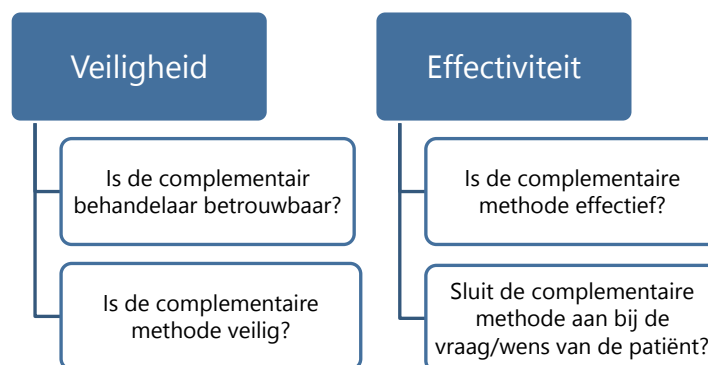 Veiligheid
Is de complementair
behandelaar betrouwbaar?
Is de complementaire
methode veilig?
Effectiviteit
Is de complementaire
methode effectief?
Sluit de complementaire
methode aan bij de
vraag/wens van de patiënt?